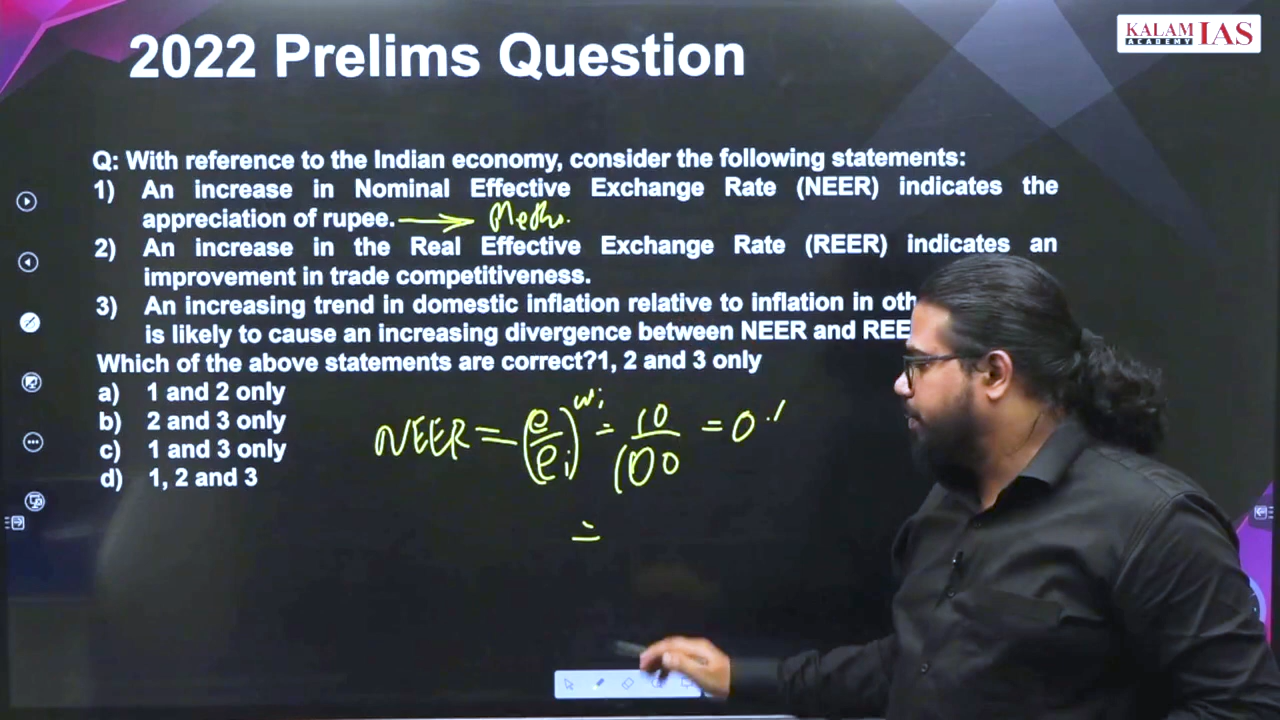 KALAM IAS
ACADEMY
2022 Prelims Question
Q: With reference to the Indian economy, consider the following statements:
1) An increase in Nominal Effective Exchange Rate (NEER) indicates the
appreciation of rupee.
2) An increase in the Real Effective Exchange Rate (REER) indicates an
improvement in trade competitiveness.
3) An increasing trend in domestic inflation relative to inflation in
is likely to cause an increasing divergence between NEER and
Which of the above statements are correct?1, 2 and 3 only
a) 1 and 2 only
b) 2 and 3 only
c) 1 and 3 only
d) 1, 2 and 3
NEER = (e/ei)^wi = 10/100 = 0.1
=